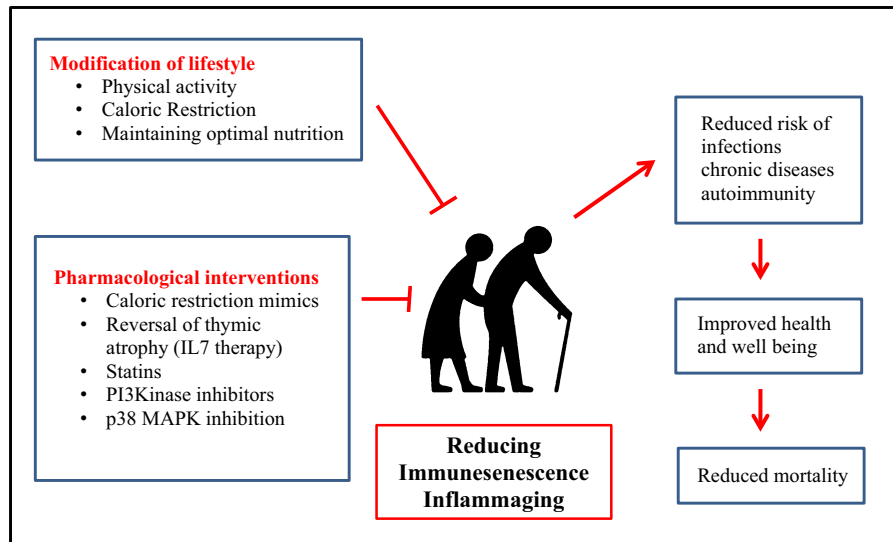 Modification of lifestyle
• Physical activity
• Caloric Restriction
• Maintaining optimal nutrition
Pharmacological interventions
• Caloric restriction mimics
• Reversal of thymic
atrophy (IL7 therapy)
• Statins
• PI3Kinase inhibitors
• p38 MAPK inhibition
Reducing
Immunesenescence
Inflammaging
Reduced risk of
infections
chronic diseases
autoimmunity
Improved health
and well being
Reduced mortality